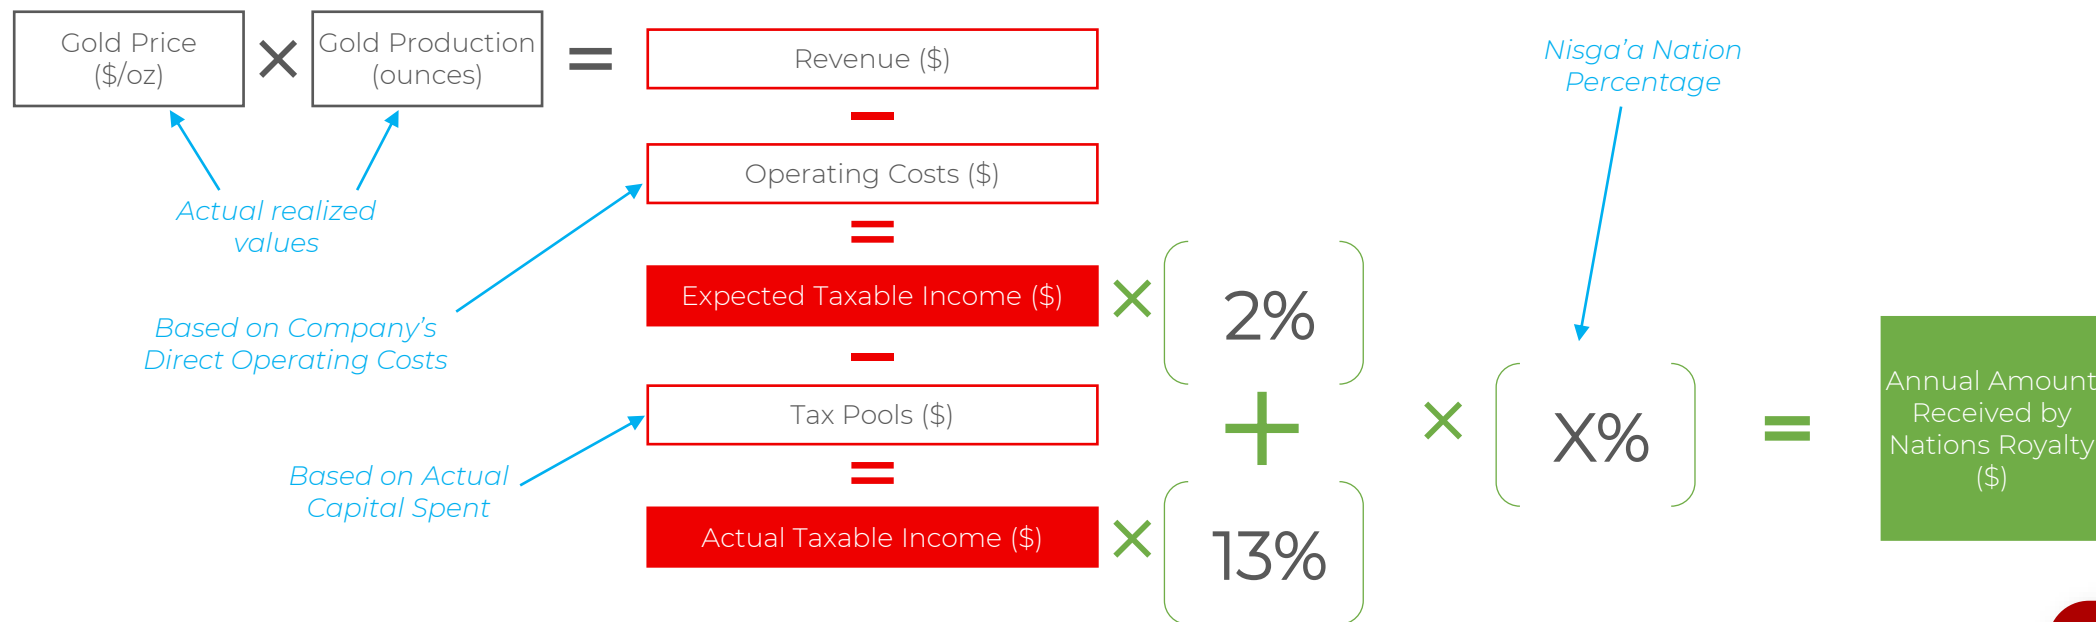 Gold Price
($/oz)
×
Gold Production
(ounces)
=
Revenue ($)
Nisga’a Nation
Percentage
–
Operating Costs ($)
Actual realized
values
=
Expected Taxable Income ($)
×
2%
Based on Company’s
Direct Operating Costs
–
Tax Pools ($)
+
×
X%
=
Annual Amount
Received by
Nations Royalty
($)
Based on Actual
Capital Spent
=
Actual Taxable Income ($)
×
13%